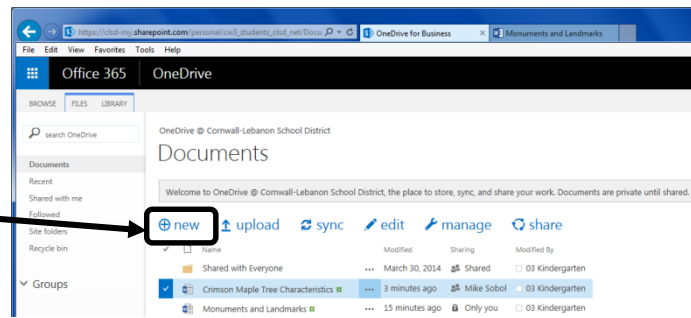 https://clsd-my.sharepoint.com/personal/cw3_students_clsd_net/Docu
OneDrive for Business
Monuments and Landmarks
File Edit View Favorites Tools Help
Office 365
OneDrive
BROWSE FILES LIBRARY
search OneDrive
OneDrive @ Cornwall-Lebanon School District
Documents
Documents
Recent
Shared with me
Followed
Site folders
Recycle bin
Groups
Welcome to OneDrive @ Cornwall-Lebanon School District, the place to store, sync, and share your work. Documents are private until shared.
new upload sync edit manage share
Name Modified Sharing Modified By
Shared with Everyone ... March 30, 2014 Shared 03 Kindergarten
Crimson Maple Tree Characteristics ... 3 minutes ago Mike Sobol 03 Kindergarten
Monuments and Landmarks ... 15 minutes ago Only you 03 Kindergarten